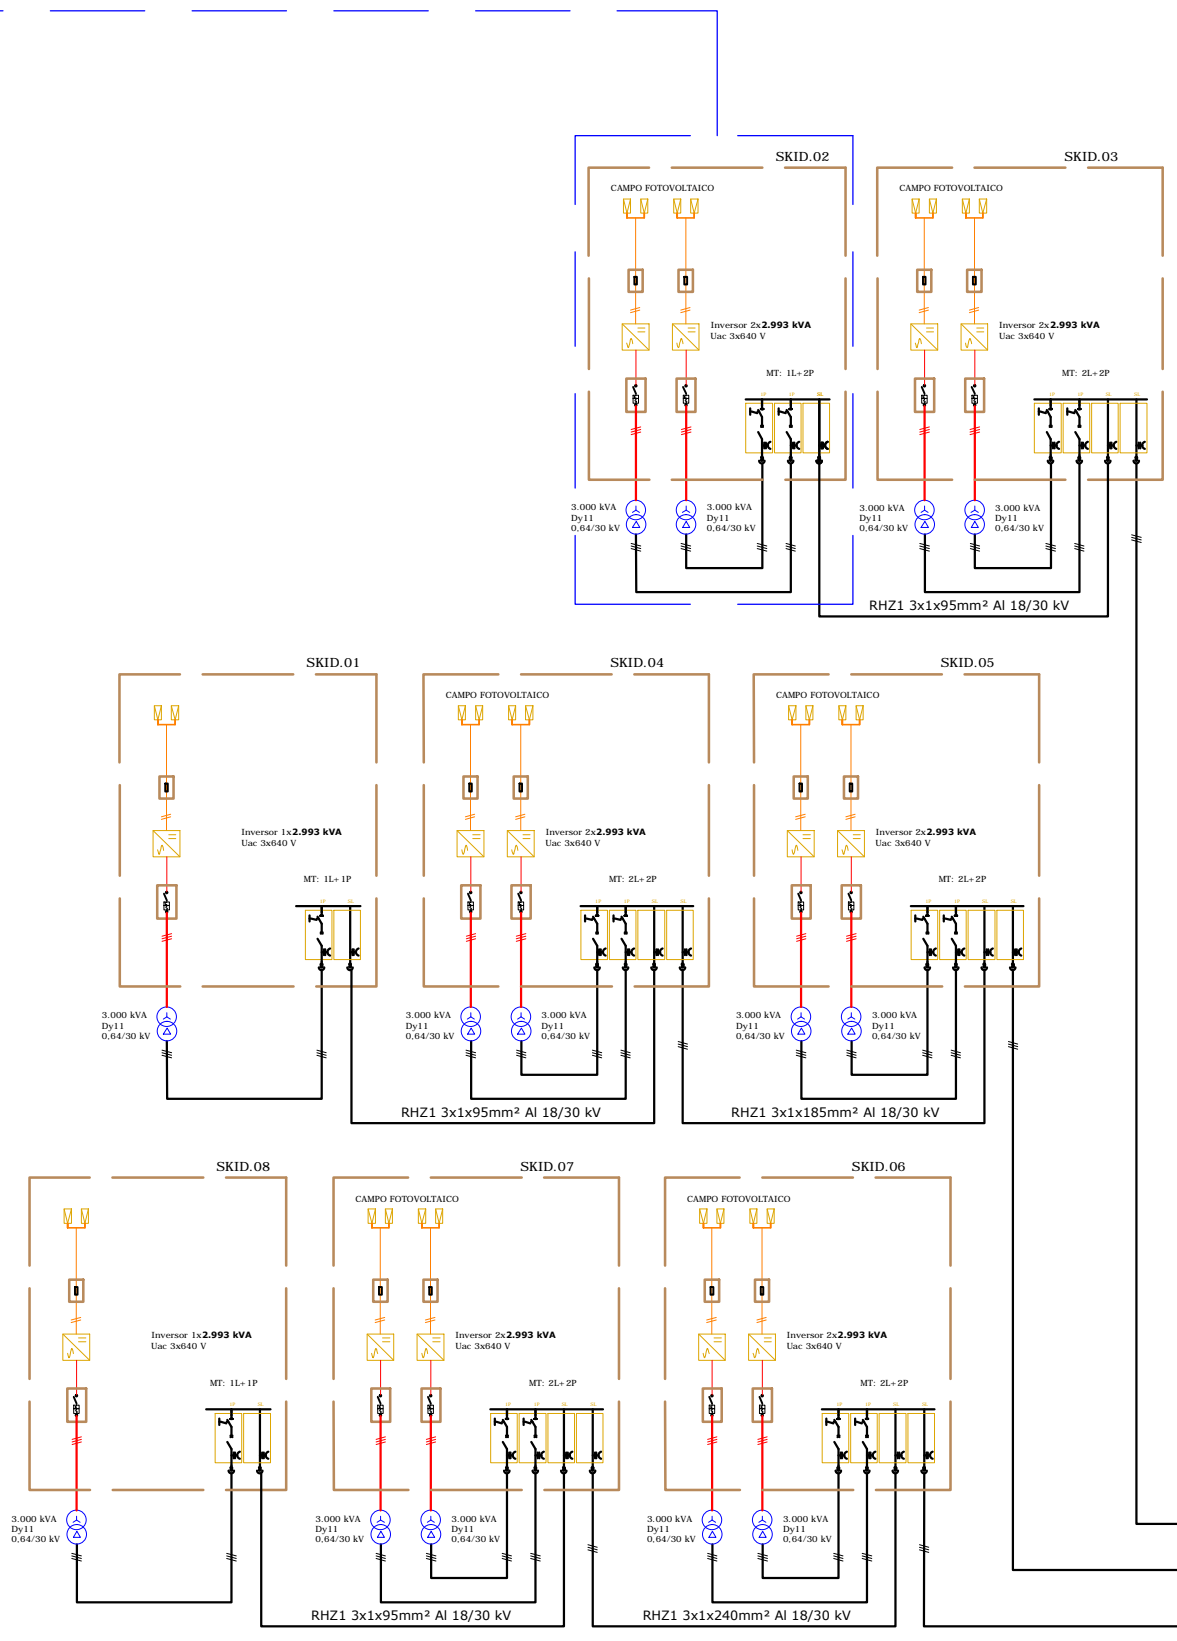 SKID.02
CAMPO FOTOVOLTAICO
Inversor 2x2.993 kVA
Uac 3x640 V
MT: 1L+2P
3.000 kVA
Dy11
0,64/30 kV
3.000 kVA
Dy11
0,64/30 kV
SKID.03
CAMPO FOTOVOLTAICO
Inversor 2x2.993 kVA
Uac 3x640 V
MT: 2L+2P
3.000 kVA
Dy11
0,64/30 kV
3.000 kVA
Dy11
0,64/30 kV
RHZ1 3x1x95mm² Al 18/30 kV
SKID.01
Inversor 1x2.993 kVA
Uac 3x640 V
MT: 1L+1P
3.000 kVA
Dy11
0,64/30 kV
SKID.04
CAMPO FOTOVOLTAICO
Inversor 2x2.993 kVA
Uac 3x640 V
MT: 2L+2P
3.000 kVA
Dy11
0,64/30 kV
3.000 kVA
Dy11
0,64/30 kV
RHZ1 3x1x95mm² Al 18/30 kV
SKID.05
CAMPO FOTOVOLTAICO
Inversor 2x2.993 kVA
Uac 3x640 V
MT: 2L+2P
3.000 kVA
Dy11
0,64/30 kV
3.000 kVA
Dy11
0,64/30 kV
RHZ1 3x1x185mm² Al 18/30 kV
SKID.08
Inversor 1x2.993 kVA
Uac 3x640 V
MT: 1L+1P
3.000 kVA
Dy11
0,64/30 kV
SKID.07
CAMPO FOTOVOLTAICO
Inversor 2x2.993 kVA
Uac 3x640 V
MT: 2L+2P
3.000 kVA
Dy11
0,64/30 kV
3.000 kVA
Dy11
0,64/30 kV
RHZ1 3x1x95mm² Al 18/30 kV
SKID.06
CAMPO FOTOVOLTAICO
Inversor 2x2.993 kVA
Uac 3x640 V
MT: 2L+2P
3.000 kVA
Dy11
0,64/30 kV
3.000 kVA
Dy11
0,64/30 kV
RHZ1 3x1x240mm² Al 18/30 kV